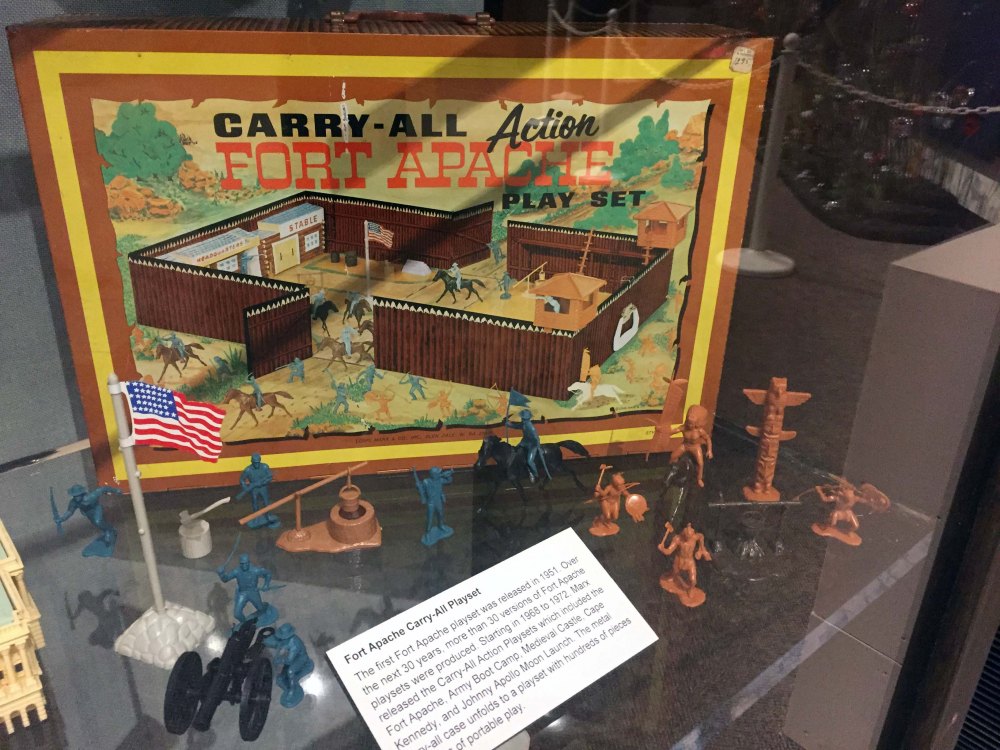 CARRY-ALL Action
FORT APACHE
PLAY SET
STABLE
HEADQUARTERS
Fort Apache Carry-All Playset
The first Fort Apache playset was released in 1951. Over
the next 30 years, more than 30 versions of Fort Apache
playsets were produced. Starting in 1968 to 1972, Marx
released the Carry-All Action Playsets which included the
Fort Apache, Army Boot Camp, Medieval Castle, Cape
Kennedy, and Johnny Apollo Moon Launch. The metal
case unfolds to a playset with hundreds of pieces
of portable play.